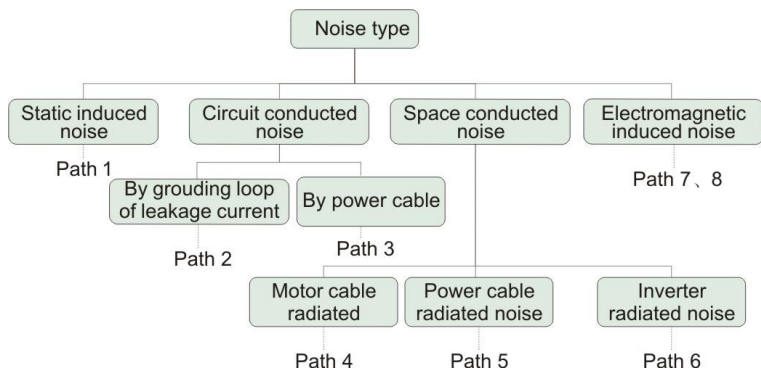 Noise type
Static induced
noise
Circuit conducted
noise
Space conducted
noise
Electromagnetic
induced noise
Path 1
Path 7、8
By grouding loop
of leakage current
By power cable
Path 2
Path 3
Motor cable
radiated
Power cable
radiated noise
Inverter
radiated noise
Path 4
Path 5
Path 6